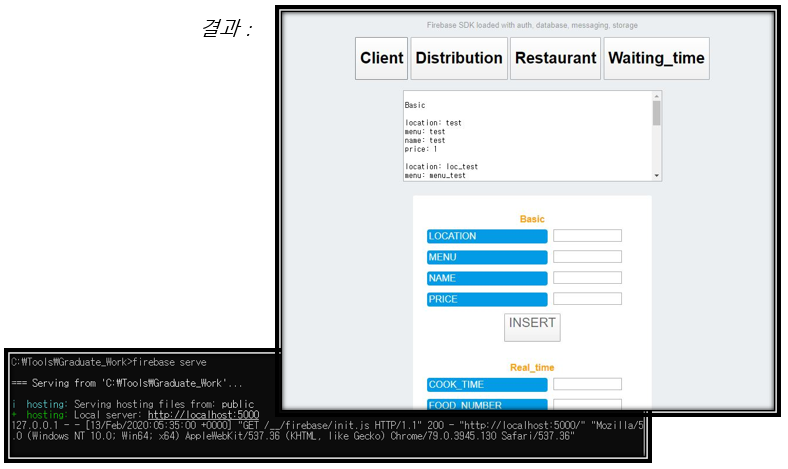 결과 :
Firebase SDK loaded with auth, database, messaging, storage
Client Distribution Restaurant Waiting_time
Basic
location: test
menu: test
name: test
price: 1
location: loc_test
menu: menu_test
Basic
LOCATION
MENU
NAME
PRICE
INSERT
Real_time
COOK_TIME
FOOD_NUMBER
C:₩Tools₩Graduate_Work>firebase serve
=== Serving from 'C:₩Tools₩Graduate_Work'...
i hosting: Serving hosting files from: public
+ hosting: Local server: http://localhost:5000
127.0.0.1 - - [13/Feb/2020:05:35:00 +0000] "GET /__/firebase/init.js HTTP/1.1" 200 - "http://localhost:5000/" "Mozilla/5
.0 (Windows NT 10.0; Win64; x64) AppleWebKit/537.36 (KHTML, like Gecko) Chrome/79.0.3945.130 Safari/537.36"